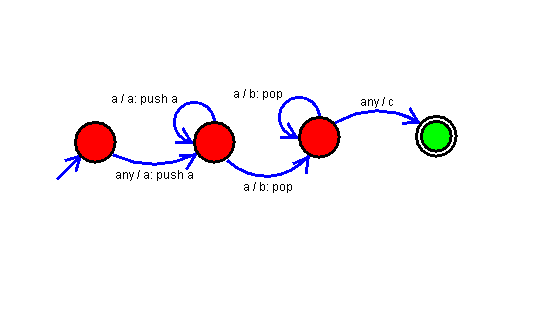 a / a: push a
a / b: pop
any / c
any / a: push a
a / b: pop